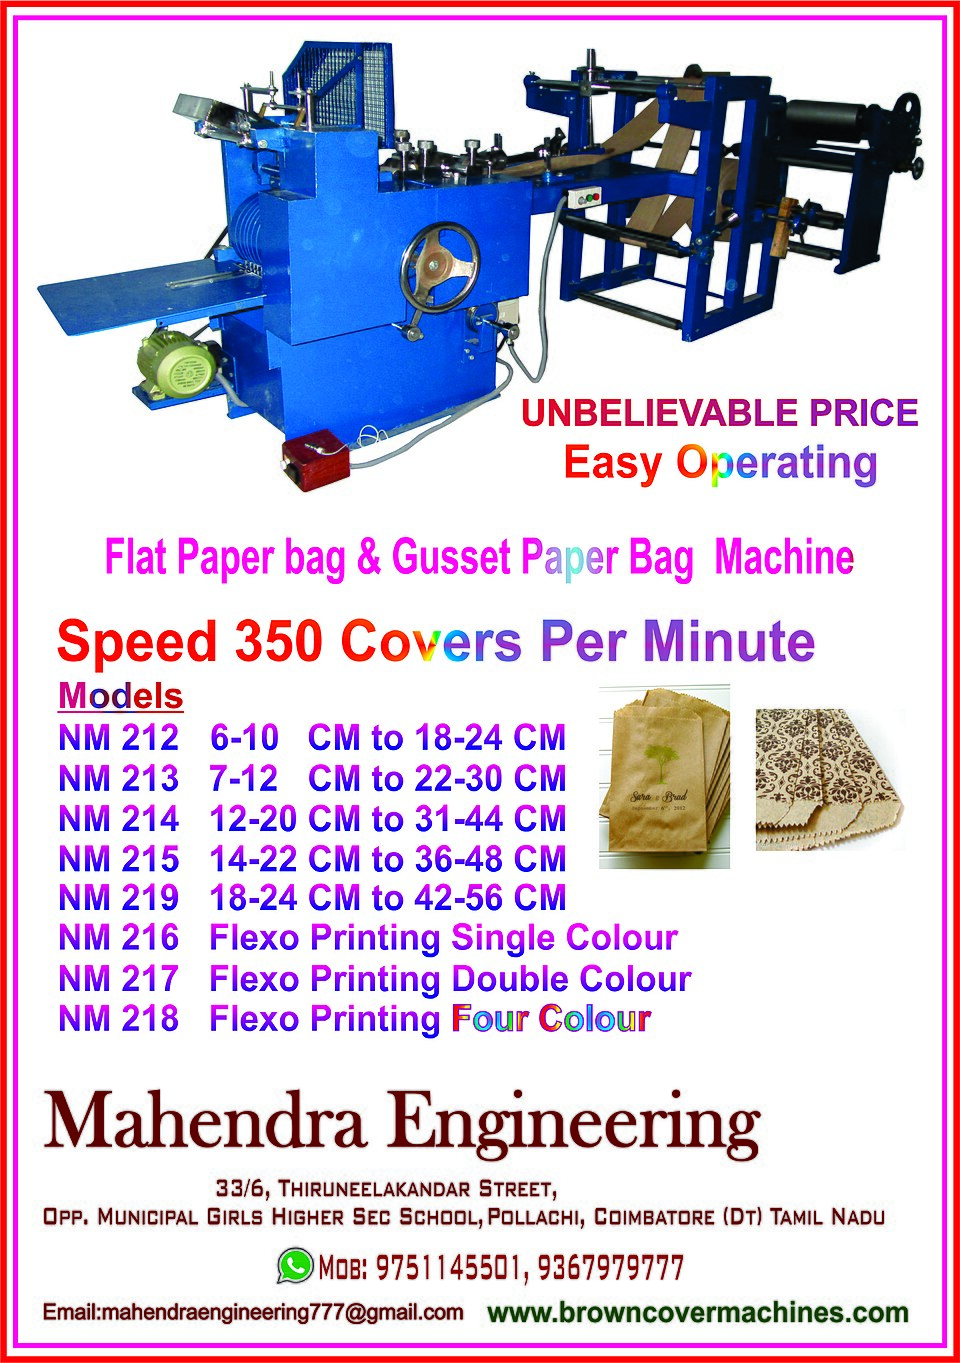 UNBELIEVABLE PRICE
Easy Operating
Flat Paper bag & Gusset Paper Bag Machine
Speed 350 Covers Per Minute
Models
NM 212 6-10 CM to 18-24 CM
NM 213 7-12 CM to 22-30 CM
NM 214 12-20 CM to 31-44 CM
NM 215 14-22 CM to 36-48 CM
NM 219 18-24 CM to 42-56 CM
NM 216 Flexo Printing Single Colour
NM 217 Flexo Printing Double Colour
NM 218 Flexo Printing Four Colour
Sara & Brad
Mahendra Engineering
33/6, Thiruneelakandar Street,
Opp. Municipal Girls Higher Sec School, Pollachi, Coimbatore (Dt) Tamil Nadu
Mob: 9751145501, 9367979777
Email:mahendraengineering777@gmail.com www.browncovermachines.com